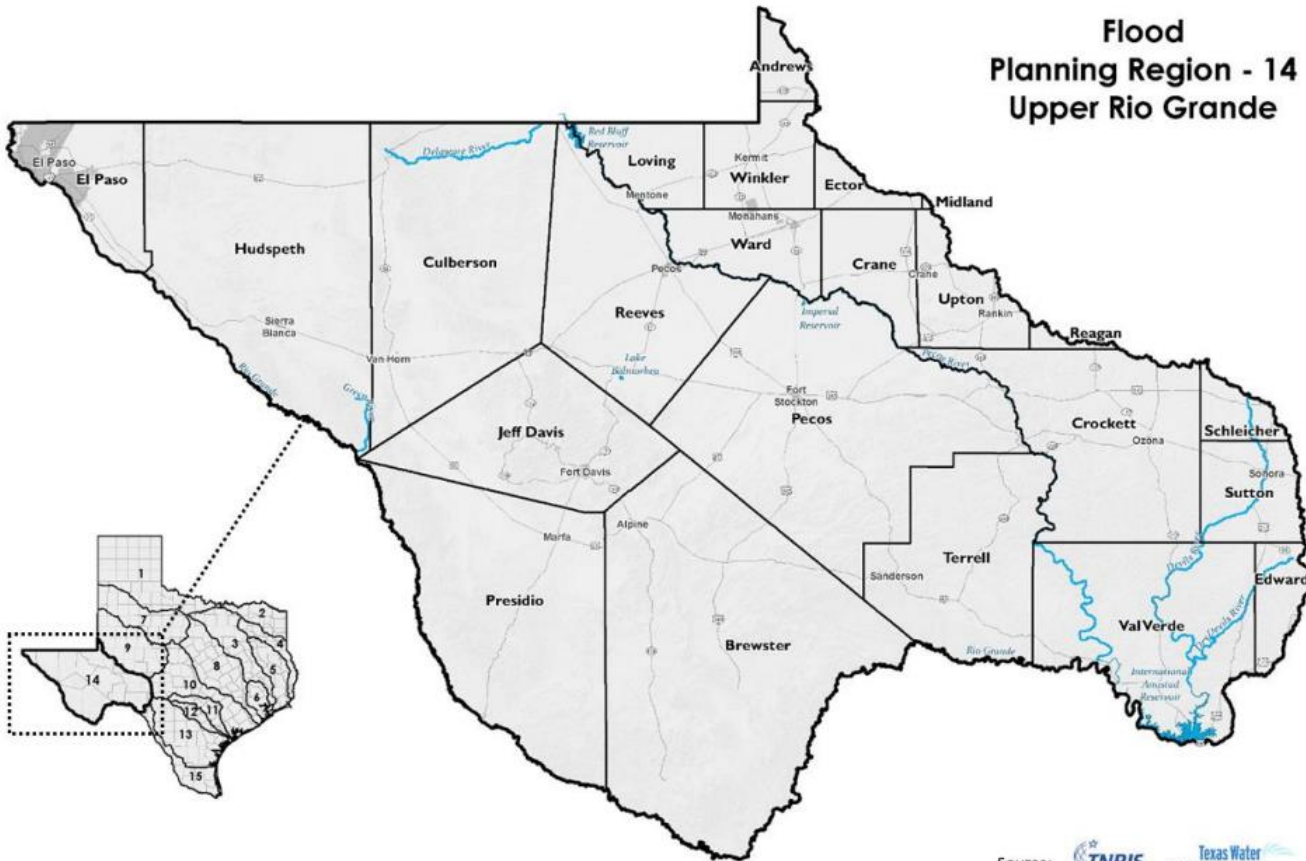 Flood
Planning Region - 14
Upper Rio Grande
Andrews
Delaware River
Red Bluff
Reservoir
Loving
Kermit
Winkler
Ector
Midland
El Paso
El Paso
Mentone
Monahans
Ward
Hudspeth
Culberson
Pecos
Crane
Crane
Upton
Rankin
Reeves
Imperial
Reservoir
Reagan
Sierra
Blanca
Van Horn
Lake
Balmorhea
Pecos River
Rio Grande
Fort
Stockton
Pecos
Crockett
Ozona
Schleicher
Jeff Davis
Fort Davis
Sonora
Sutton
Alpine
Marfa
Terrell
Sanderson
Devils River
Edward
Val Verde
Devils River
Presidio
Brewster
Rio Grande
International
Amistad
Reservoir
1
2
3
4
5
6
7
8
9
10
11
12
13
14
15
TNRIS
Texas Water